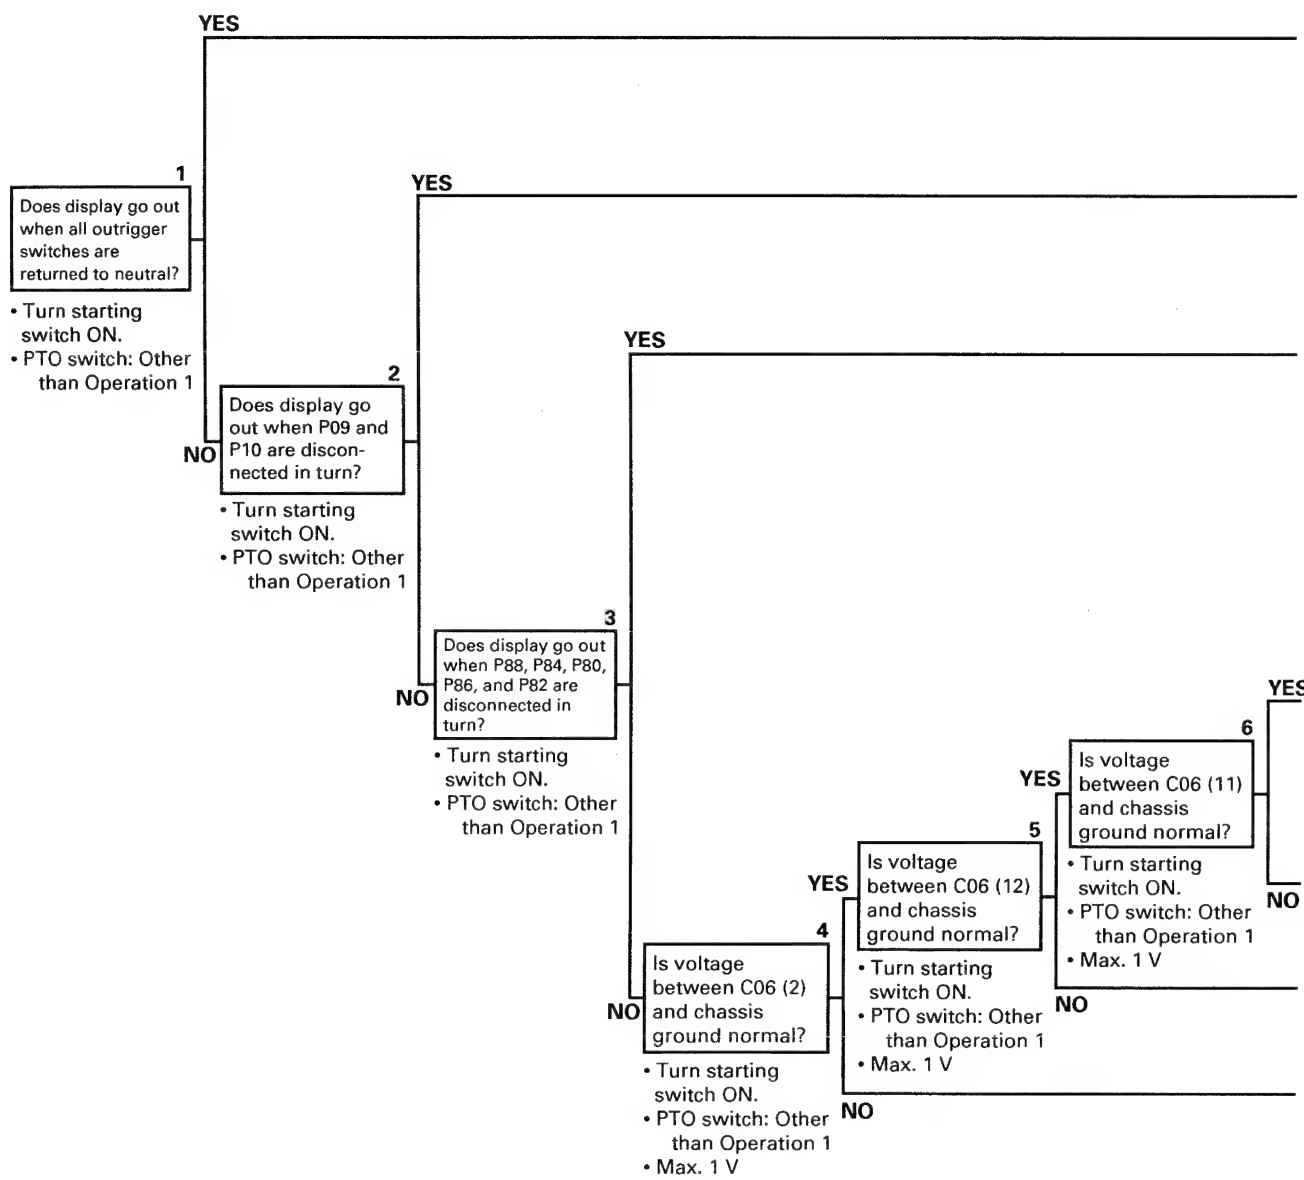 YES
1
Does display go out
when all outrigger
switches are
returned to neutral?
• Turn starting
switch ON.
• PTO switch: Other
than Operation 1
NO
YES
2
Does display go
out when P09 and
P10 are discon-
nected in turn?
• Turn starting
switch ON.
• PTO switch: Other
than Operation 1
NO
YES
3
Does display go out
when P88, P84, P80,
P86, and P82 are
disconnected in
turn?
• Turn starting
switch ON.
• PTO switch: Other
than Operation 1
NO
4
Is voltage
between C06 (2)
and chassis
ground normal?
• Turn starting
switch ON.
• PTO switch: Other
than Operation 1
• Max. 1 V
YES
NO
5
Is voltage
between C06 (12)
and chassis
ground normal?
• Turn starting
switch ON.
• PTO switch: Other
than Operation 1
• Max. 1 V
YES
NO
6
Is voltage
between C06 (11)
and chassis
ground normal?
• Turn starting
switch ON.
• PTO switch: Other
than Operation 1
• Max. 1 V
YES
NO